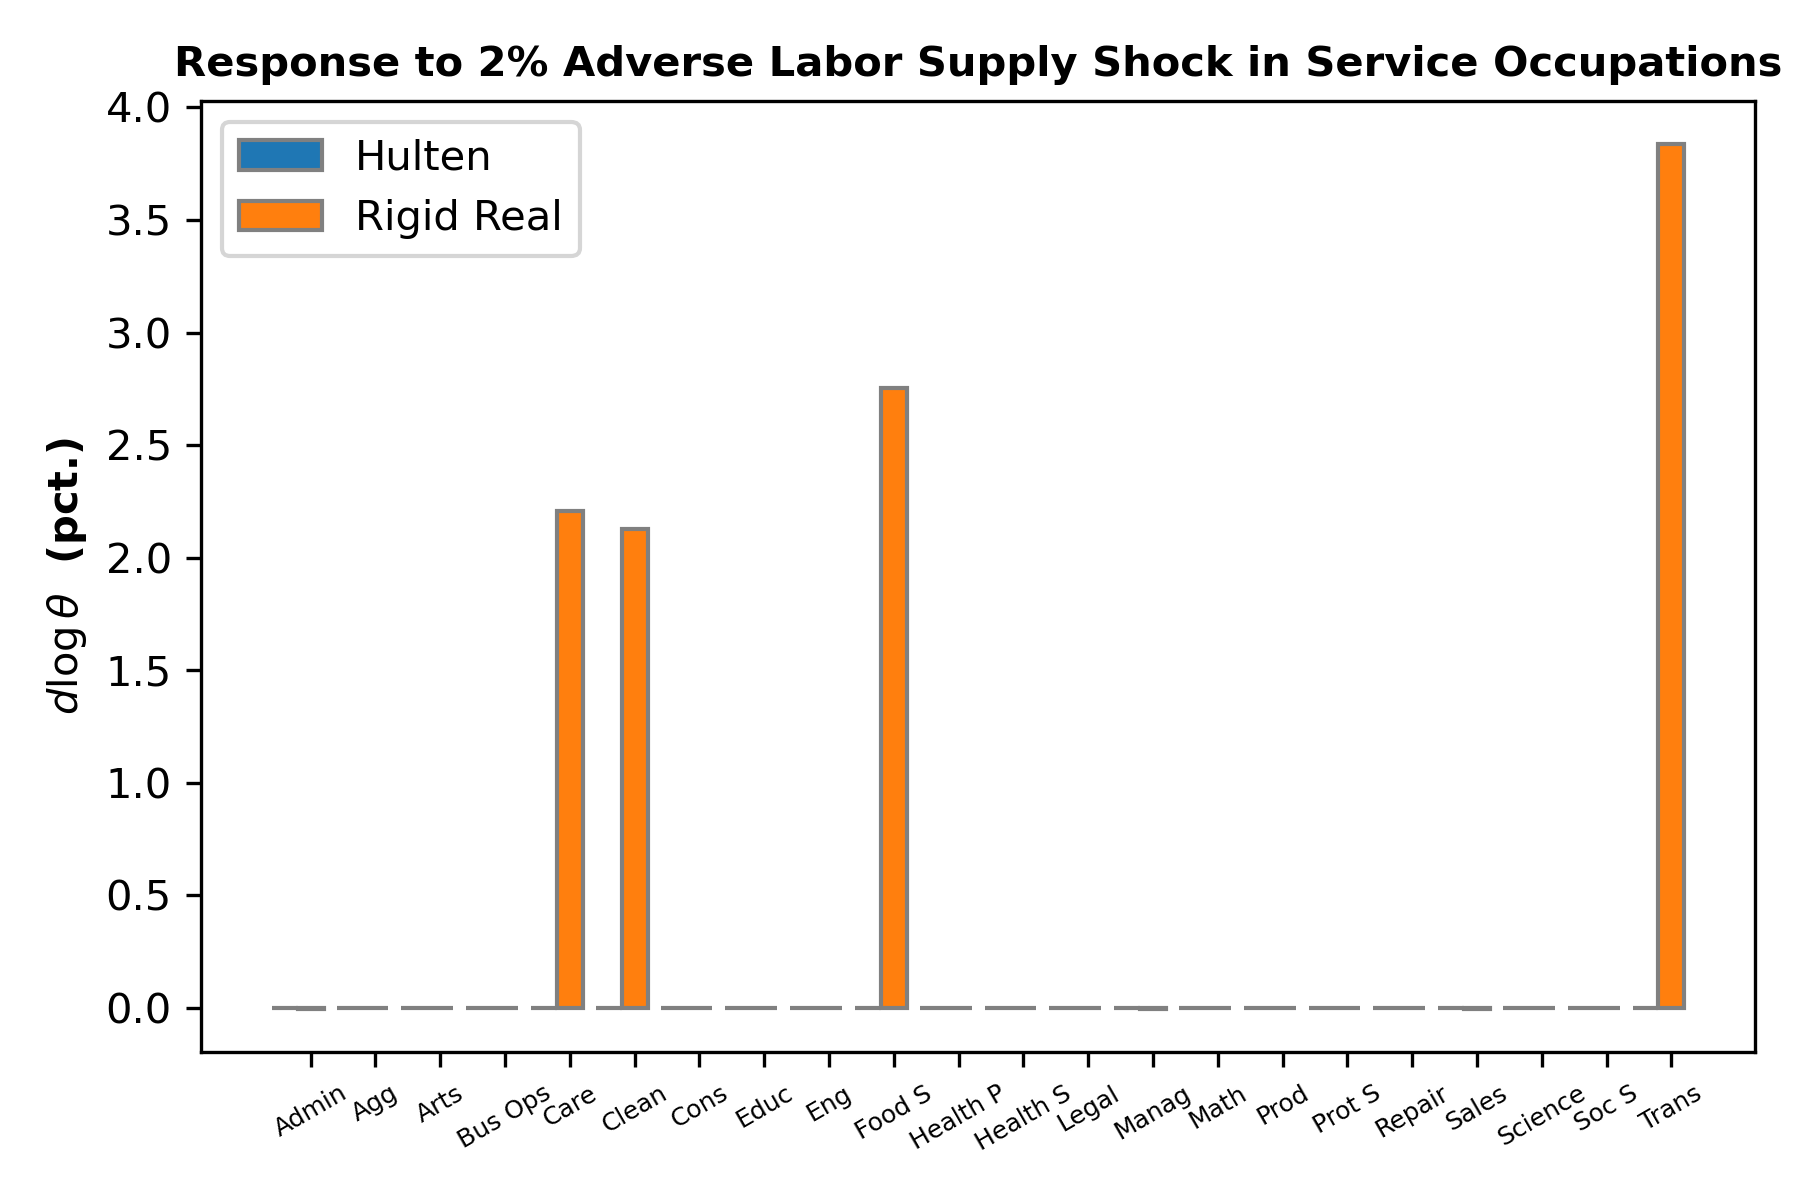 Response to 2% Adverse Labor Supply Shock in Service Occupations
Hulten
Rigid Real
dlogθ (pct.)
4.0
3.5
3.0
2.5
2.0
1.5
1.0
0.5
0.0
Admin
Agg
Arts
Bus Ops
Care
Clean
Cons
Educ
Eng
Food S
Health P
Health S
Legal
Manag
Math
Prod
Prot S
Repair
Sales
Science
Soc S
Trans